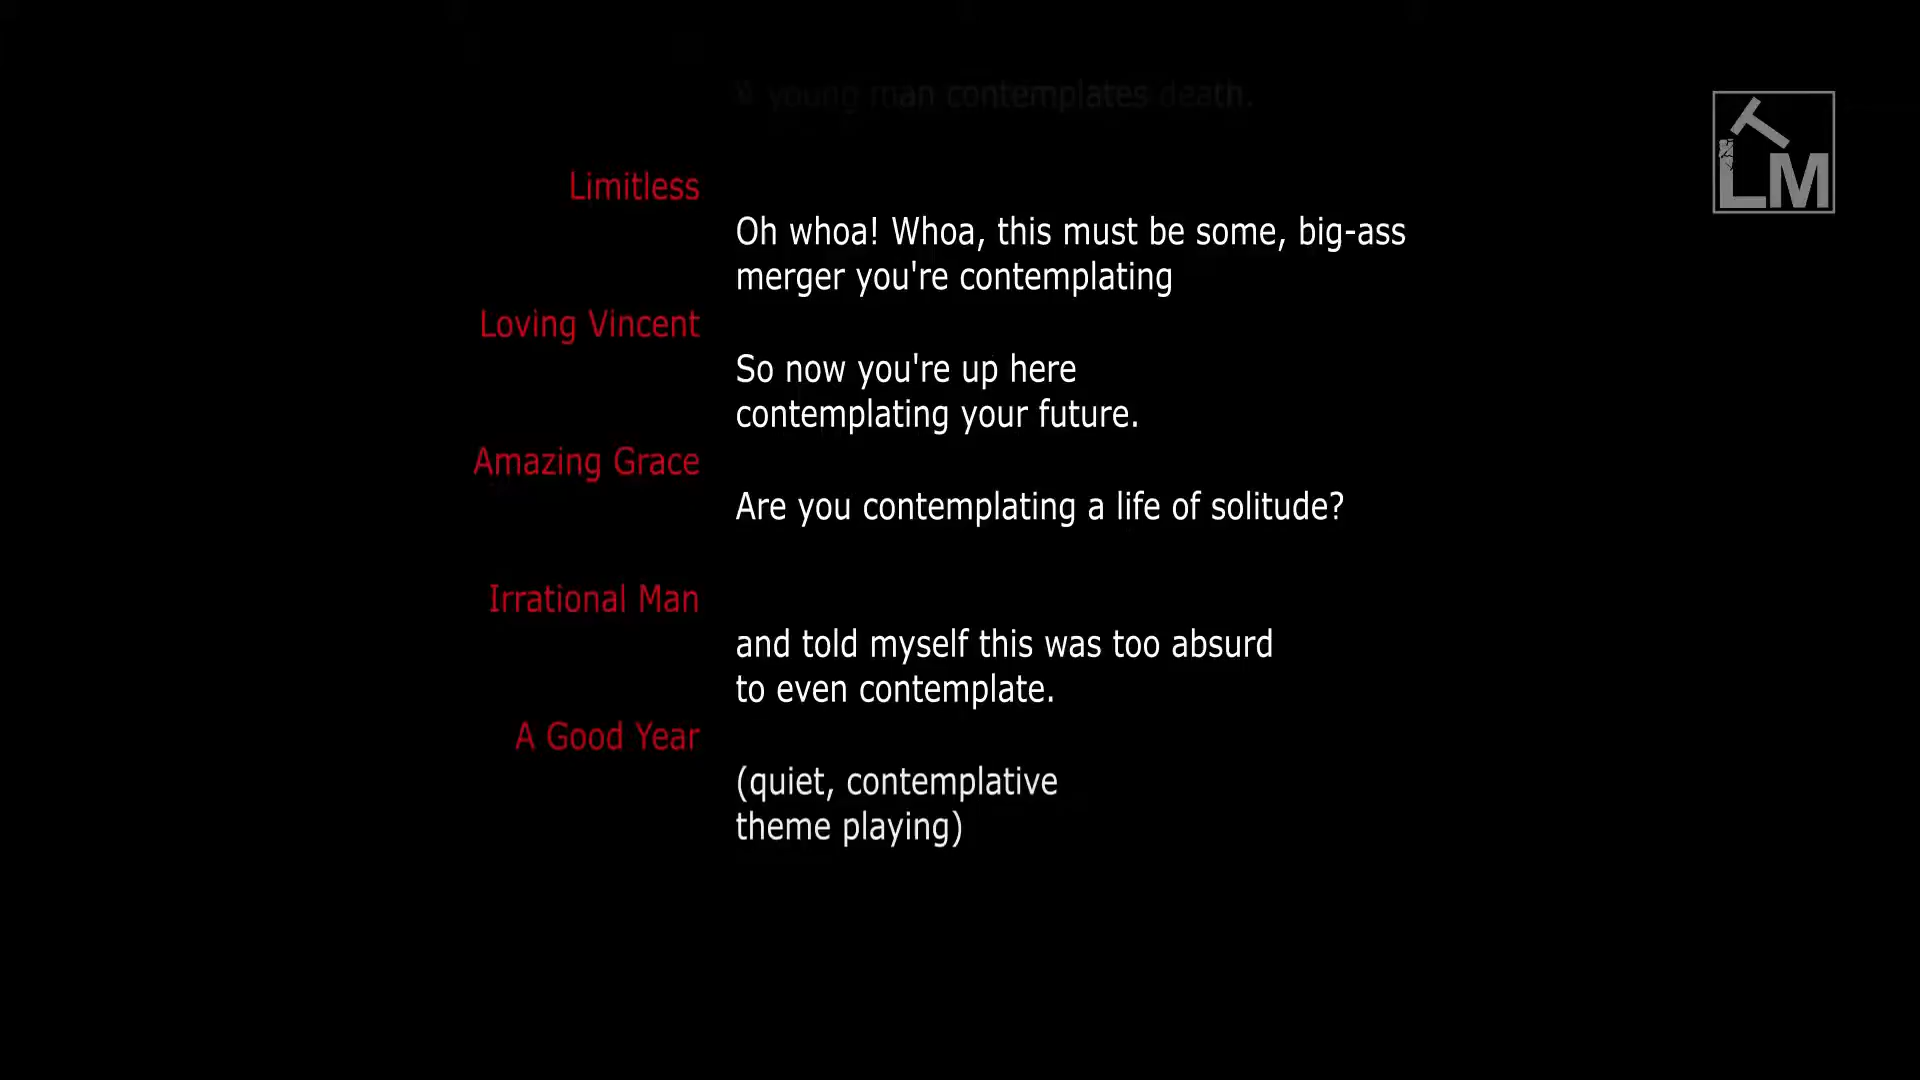 young man contemplates death.
Limitless
Oh whoa! Whoa, this must be some, big-ass
merger you're contemplating
Loving Vincent
So now you're up here
contemplating your future.
Amazing Grace
Are you contemplating a life of solitude?
Irrational Man
and told myself this was too absurd
to even contemplate.
A Good Year
(quiet, contemplative
theme playing)
TLM